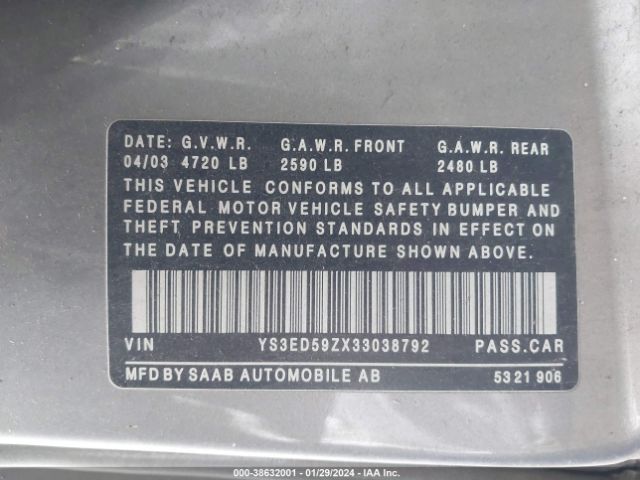 DATE: G.V.W.R. G.A.W.R. FRONT G.A.W.R. REAR
04/03 4720 LB 2590 LB 2480 LB
THIS VEHICLE CONFORMS TO ALL APPLICABLE
FEDERAL MOTOR VEHICLE SAFETY BUMPER AND
THEFT PREVENTION STANDARDS IN EFFECT ON
THE DATE OF MANUFACTURE SHOWN ABOVE.
VIN YS3ED59ZX33038792 PASS.CAR
MFD BY SAAB AUTOMOBILE AB 5321906
000-38632001 - 01/29/2024 - IAA Inc.